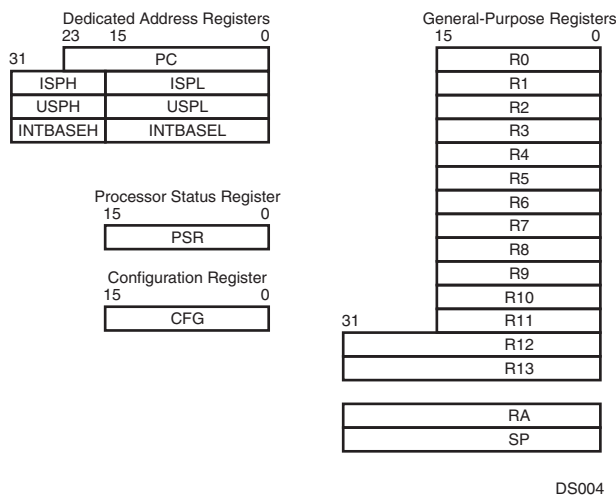 Dedicated Address Registers
23 15 0
31 PC
ISPH ISPL
USPH USPL
INTBASEH INTBASEL
Processor Status Register
15 0
PSR
Configuration Register
15 0
CFG
General-Purpose Registers
15 0
R0
R1
R2
R3
R4
R5
R6
R7
R8
R9
R10
31 R11
R12
R13
RA
SP
DS004